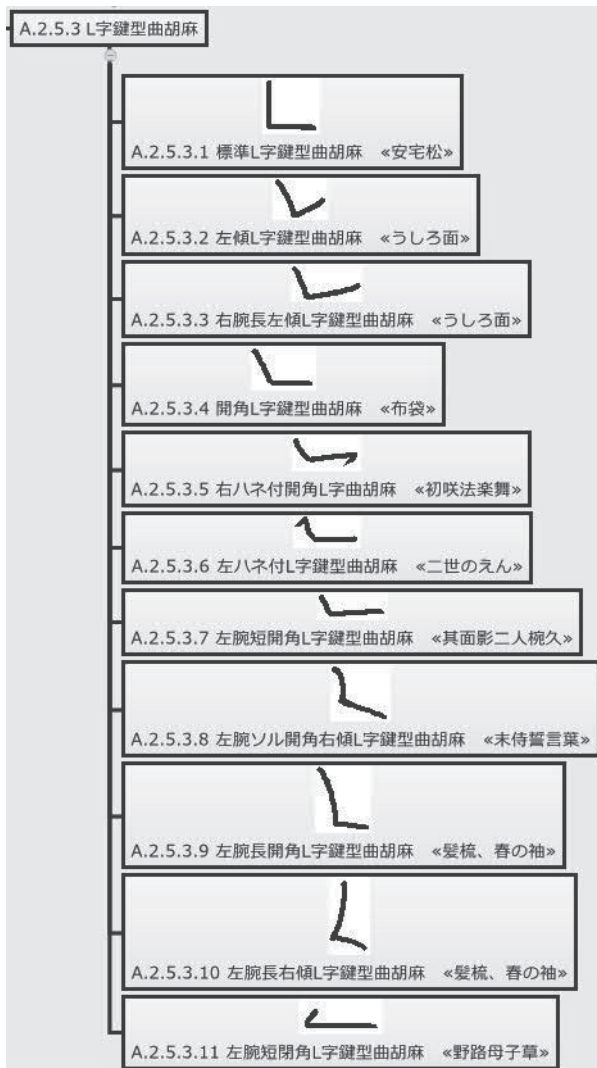 A.2.5.3 L字鍵型曲胡麻
A.2.5.3.1 標準L字鍵型曲胡麻 «安宅松»
A.2.5.3.2 左傾L字鍵型曲胡麻 «うしろ面»
A.2.5.3.3 右腕長左傾L字鍵型曲胡麻 «うしろ面»
A.2.5.3.4 開角L字鍵型曲胡麻 «布袋»
A.2.5.3.5 右ハネ付開角L字曲胡麻 «初咲法楽舞»
A.2.5.3.6 左ハネ付L字鍵型曲胡麻 «二世のえん»
A.2.5.3.7 左腕短開角L字鍵型曲胡麻 «其面影二人椀久»
A.2.5.3.8 左腕ソル開角右傾L字鍵型曲胡麻 «末待誓言葉»
A.2.5.3.9 左腕長開角L字鍵型曲胡麻 «髪梳、春の袖»
A.2.5.3.10 左腕長右傾L字鍵型曲胡麻 «髪梳、春の袖»
A.2.5.3.11 左腕短閉角L字鍵型曲胡麻 «野路母子草»